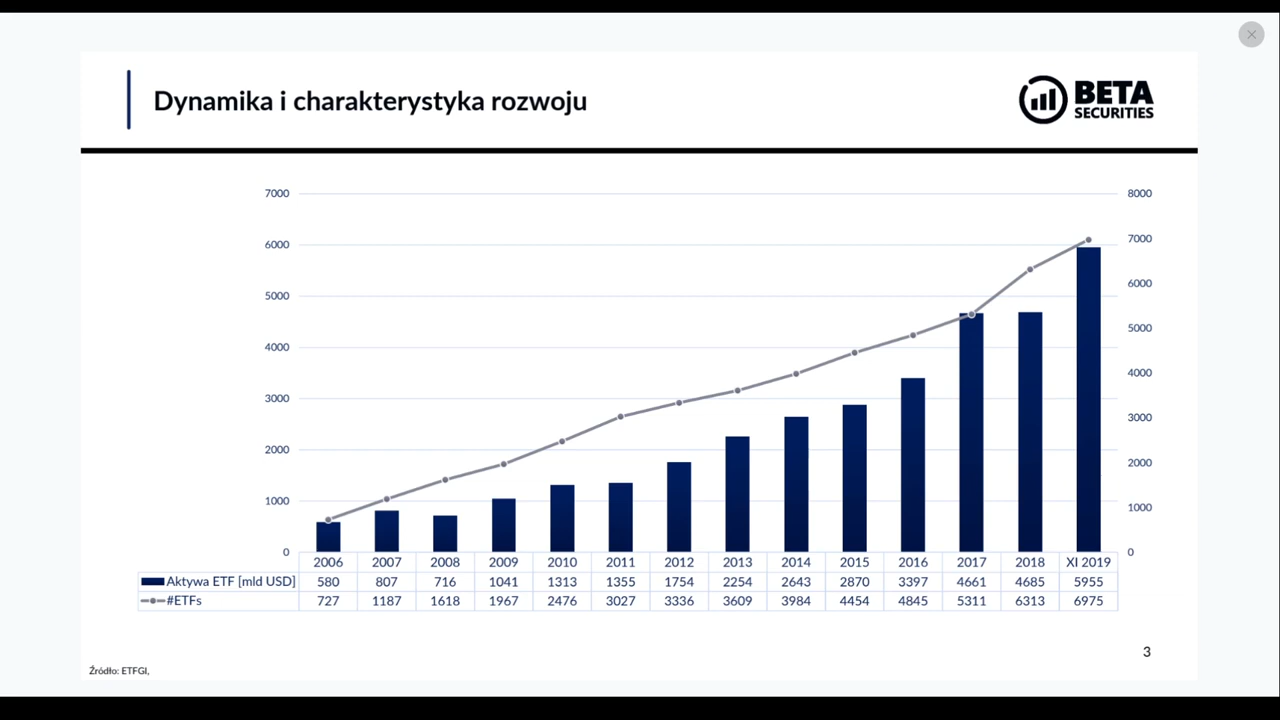 Dynamika i charakterystyka rozwoju
BETA
SECURITIES
7000
6000
5000
4000
3000
2000
1000
0
8000
7000
6000
5000
4000
3000
2000
1000
0
2006 2007 2008 2009 2010 2011 2012 2013 2014 2015 2016 2017 2018 XI 2019
Aktywa ETF [mld USD] 580 807 716 1041 1313 1355 1754 2254 2643 2870 3397 4661 4685 5955
#ETFs 727 1187 1618 1967 2476 3027 3336 3609 3984 4454 4845 5311 6313 6975
3
Źródło: ETFGI,